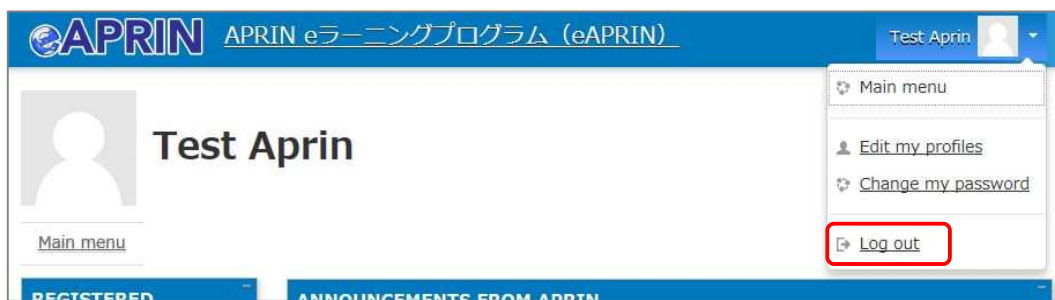 APRIN APRIN eラーニングプログラム（eAPRIN） Test Aprin
Main menu
Test Aprin
Edit my profiles
Change my password
Main menu
Log out
REGISTERED
ANNOUNCEMENTS FROM APRIN